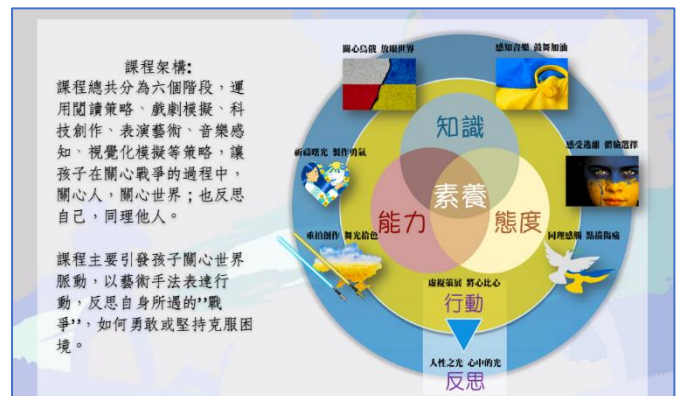 課程架構:
課程總共分為六個階段，運
用閱讀策略、戲劇模擬、科
技創作、表演藝術、音樂感
知、視覺化模擬等策略，讓
孩子在關心戰爭的過程中，
關心人，關心世界；也反思
自己，同理他人。
課程主要引發孩子關心世界
脈動，以藝術手法表達行
動，反思自身所遇的"戰
爭"，如何勇敢或堅持克服困
境。
關心烏俄 放眼世界
感知音樂 鼓舞加油
知識
祈禱曙光 製作勇氣
感受逃離 體驗選擇
素養
能力
態度
重拍創作 舞光拾色
同理感觸 點描傷痛
虛擬策展 將心比心
行動
人性之光 心中的光
反思